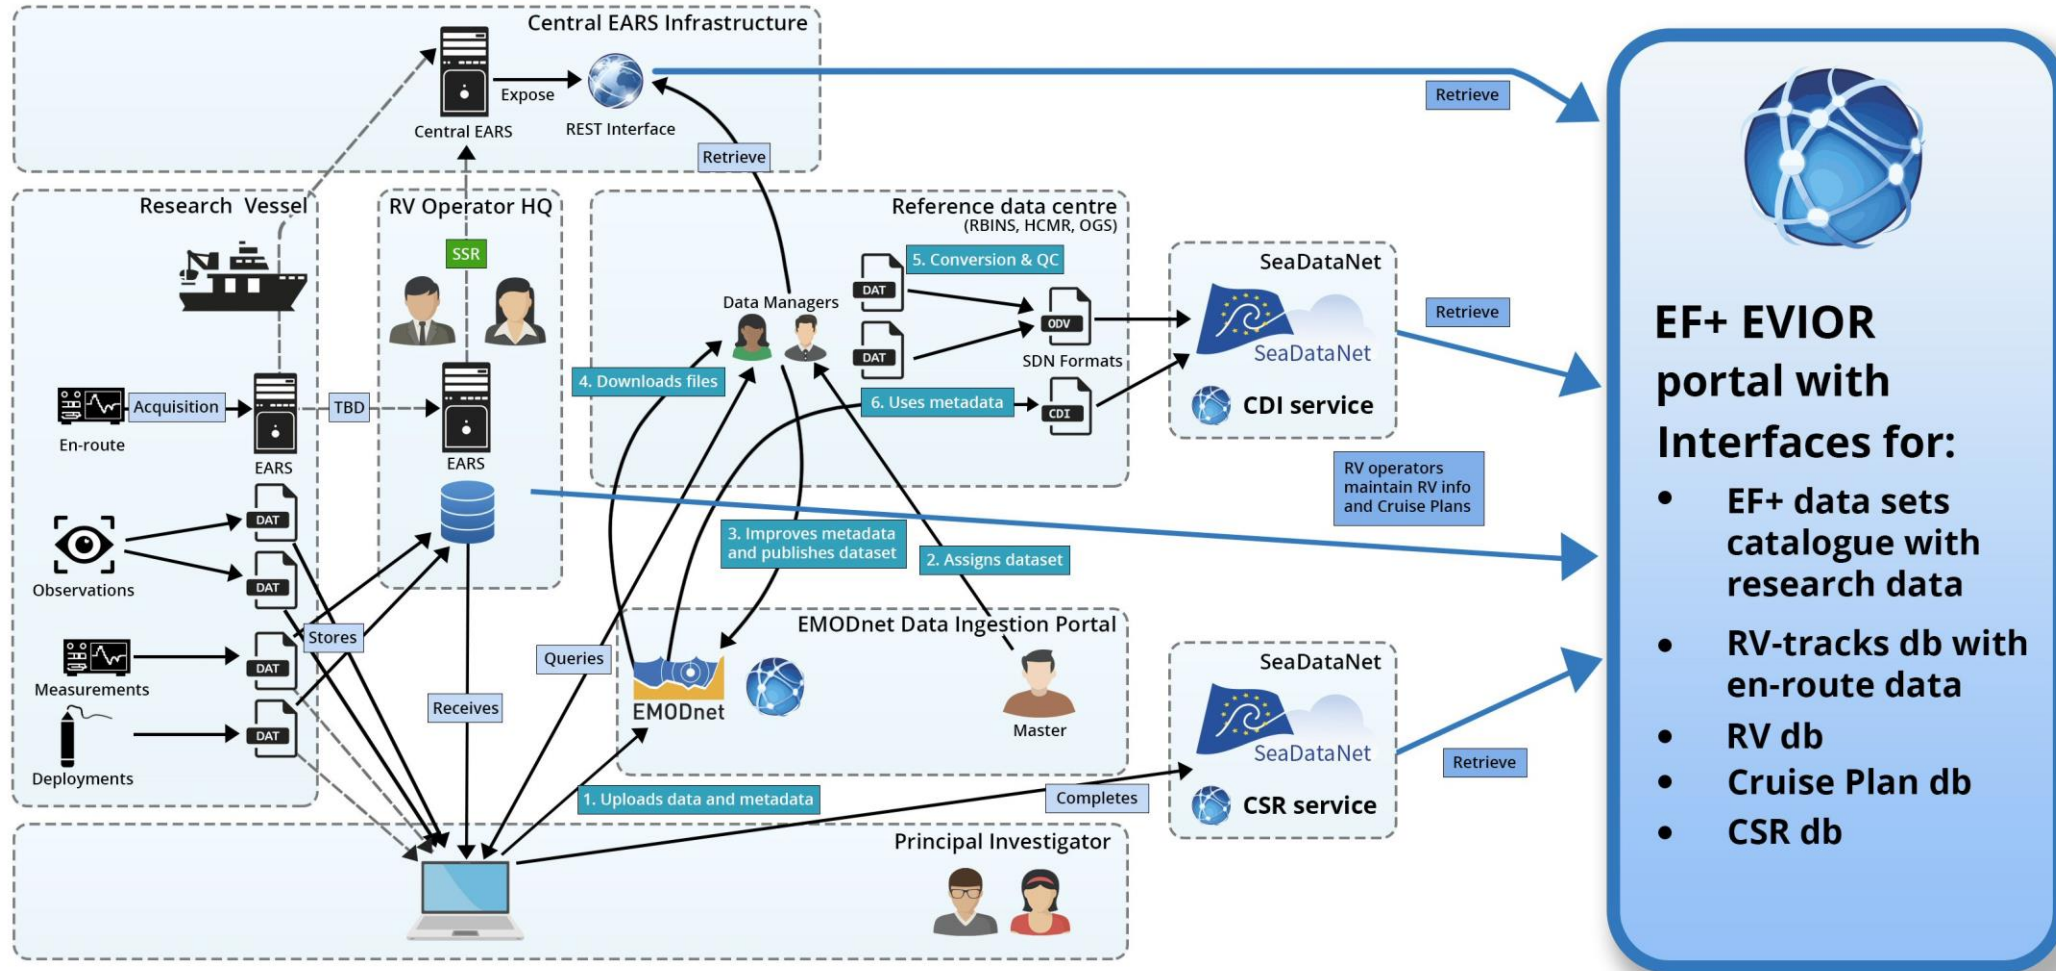 Central EARS Infrastructure
Expose
Central EARS
REST Interface
Retrieve
Retrieve
Research Vessel
RV Operator HQ
SSR
Reference data centre
(RBINS, HCMR, OGS)
5. Conversion & QC
DAT
DAT
Data Managers
ODV
SDN Formats
4. Downloads files
6. Uses metadata
CDI
SeaDataNet
SeaDataNet
CDI service
Retrieve
En-route
Acquisition
EARS
TBD
EARS
RV operators
maintain RV info
and Cruise Plans
Observations
DAT
DAT
3. Improves metadata
and publishes dataset
2. Assigns dataset
Measurements
DAT
Stores
Deployments
DAT
Receives
Queries
EMODnet Data Ingestion Portal
EMODnet
Master
1. Uploads data and metadata
Completes
SeaDataNet
SeaDataNet
CSR service
Retrieve
Principal Investigator
EF+ EVIOR
portal with
Interfaces for:
• EF+ data sets
catalogue with
research data
• RV-tracks db with
en-route data
• RV db
• Cruise Plan db
• CSR db